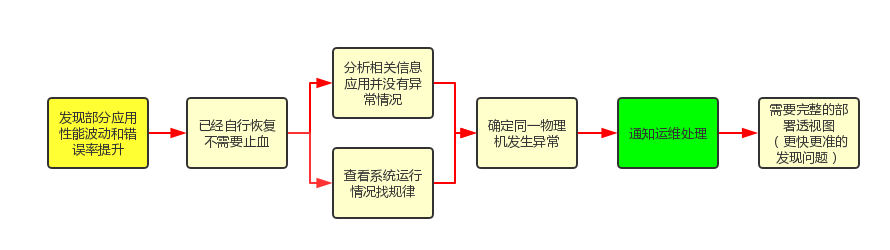 发现部分应用
性能波动和错
误率提升
已经自行恢复
不需要止血
分析相关信息
应用并没有异
常情况
查看系统运行
情况找规律
确定同一物理
机发生异常
通知运维处理
需要完整的部
署透视图
（更快更准的
发现问题）